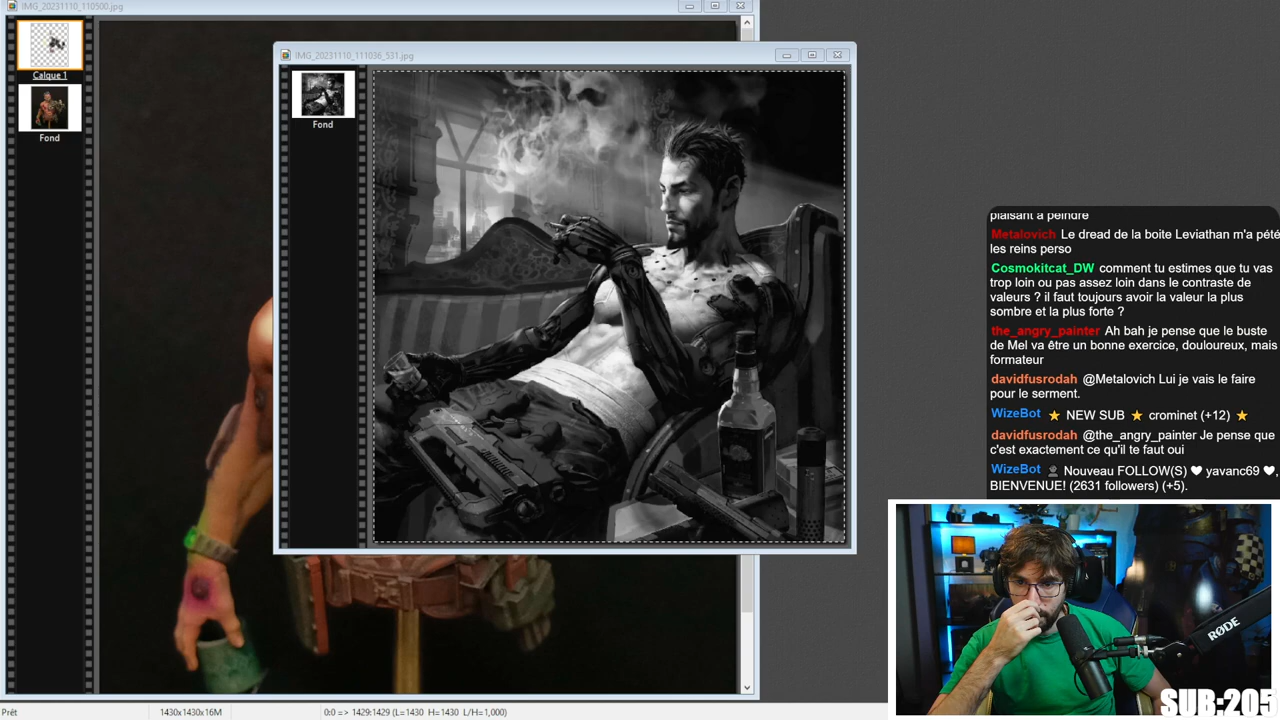 IMG_20231110_110500.jpg
IMG_20231110_111036_531.jpg
Calque 1
Fond
Fond
plaisant à peindre
Metalovich Le dread de la boite Leviathan m'a pété
les reins perso
Cosmokitcat_DW comment tu estimes que tu vas
trop loin ou pas assez loin dans le contraste de
valeurs ? il faut toujours avoir la valeur la plus
sombre et la plus forte ?
the_angry_painter Ah bah je pense que le buste
de Mel va être un bonne exercice, douloureux, mais
formateur
davidfusrodah @Metalovich Lui je vais le faire
pour le serment.
WizeBot ⭐ NEW SUB ⭐ crominet (+12) ⭐
davidfusrodah @the_angry_painter Je pense que
c'est exactement ce qu'il te faut oui
WizeBot 👤 Nouveau FOLLOW(S) ❤ yavanc69 ❤,
BIENVENUE! (2631 followers) (+5).
RØDE
SUB:205
Prêt
1430x1430x16M
0:0 => 1429:1429 (L=1430 H=1430 L/H=1,000)